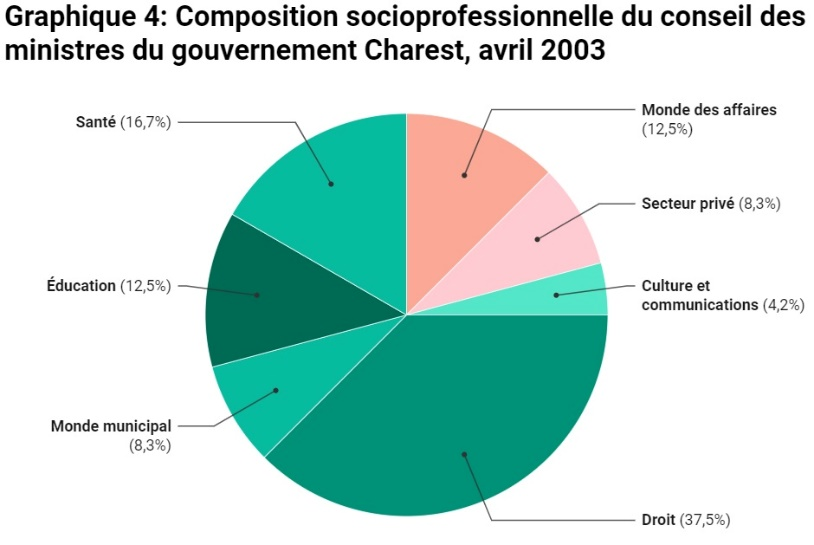 Graphique 4: Composition socioprofessionnelle du conseil des
ministres du gouvernement Charest, avril 2003
Monde des affaires
(12,5%)
Santé (16,7%)
Secteur privé (8,3%)
Éducation (12,5%)
Culture et
communications (4,2%)
Monde municipal
(8,3%)
Droit (37,5%)